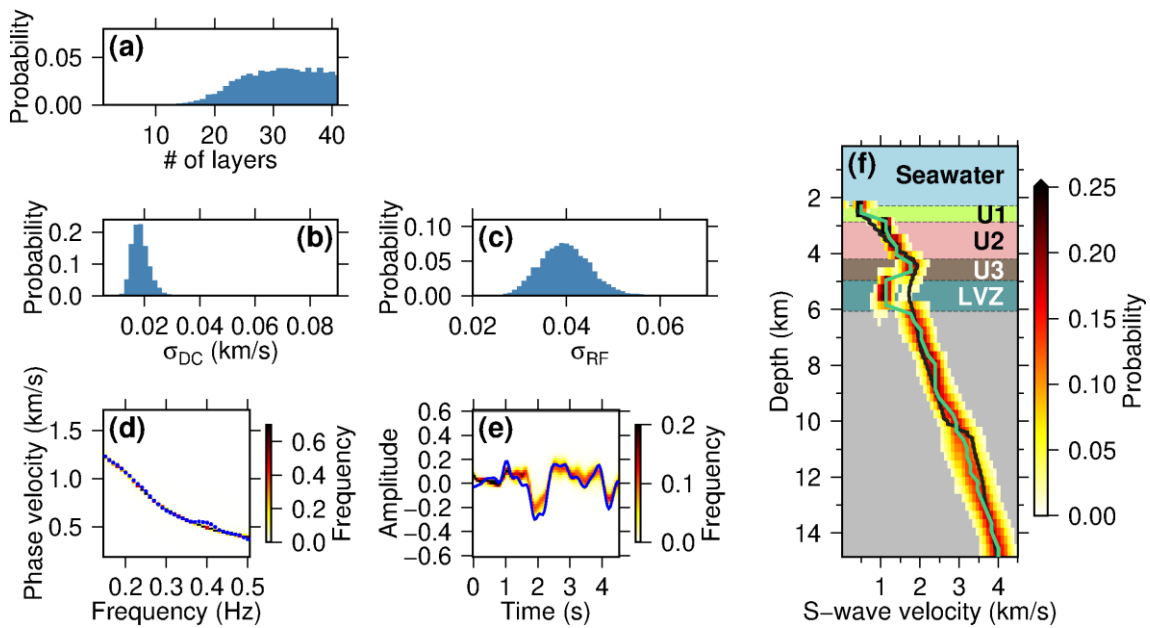 (a)
Probability
0.05
0.00
10 20 30 40
# of layers
(b)
Probability
0.2
0.1
0.0
0.02 0.04 0.06 0.08
σDC (km/s)
(c)
Probability
0.10
0.05
0.00
0.02 0.04 0.06
σRF
(d)
Phase velocity (km/s)
1.5
1.0
0.5
0.2 0.3 0.4 0.5
Frequency (Hz)
0.6
0.4
0.2
0.0
Frequency
(e)
Amplitude
0.6
0.4
0.2
0.0
−0.2
−0.4
−0.6
0 1 2 3 4
Time (s)
0.2
0.1
0.0
Frequency
(f)
Seawater
U1
U2
U3
LVZ
Depth (km)
2
4
6
8
10
12
14
1 2 3 4
S-wave velocity (km/s)
0.25
0.20
0.15
0.10
0.05
0.00
Probability